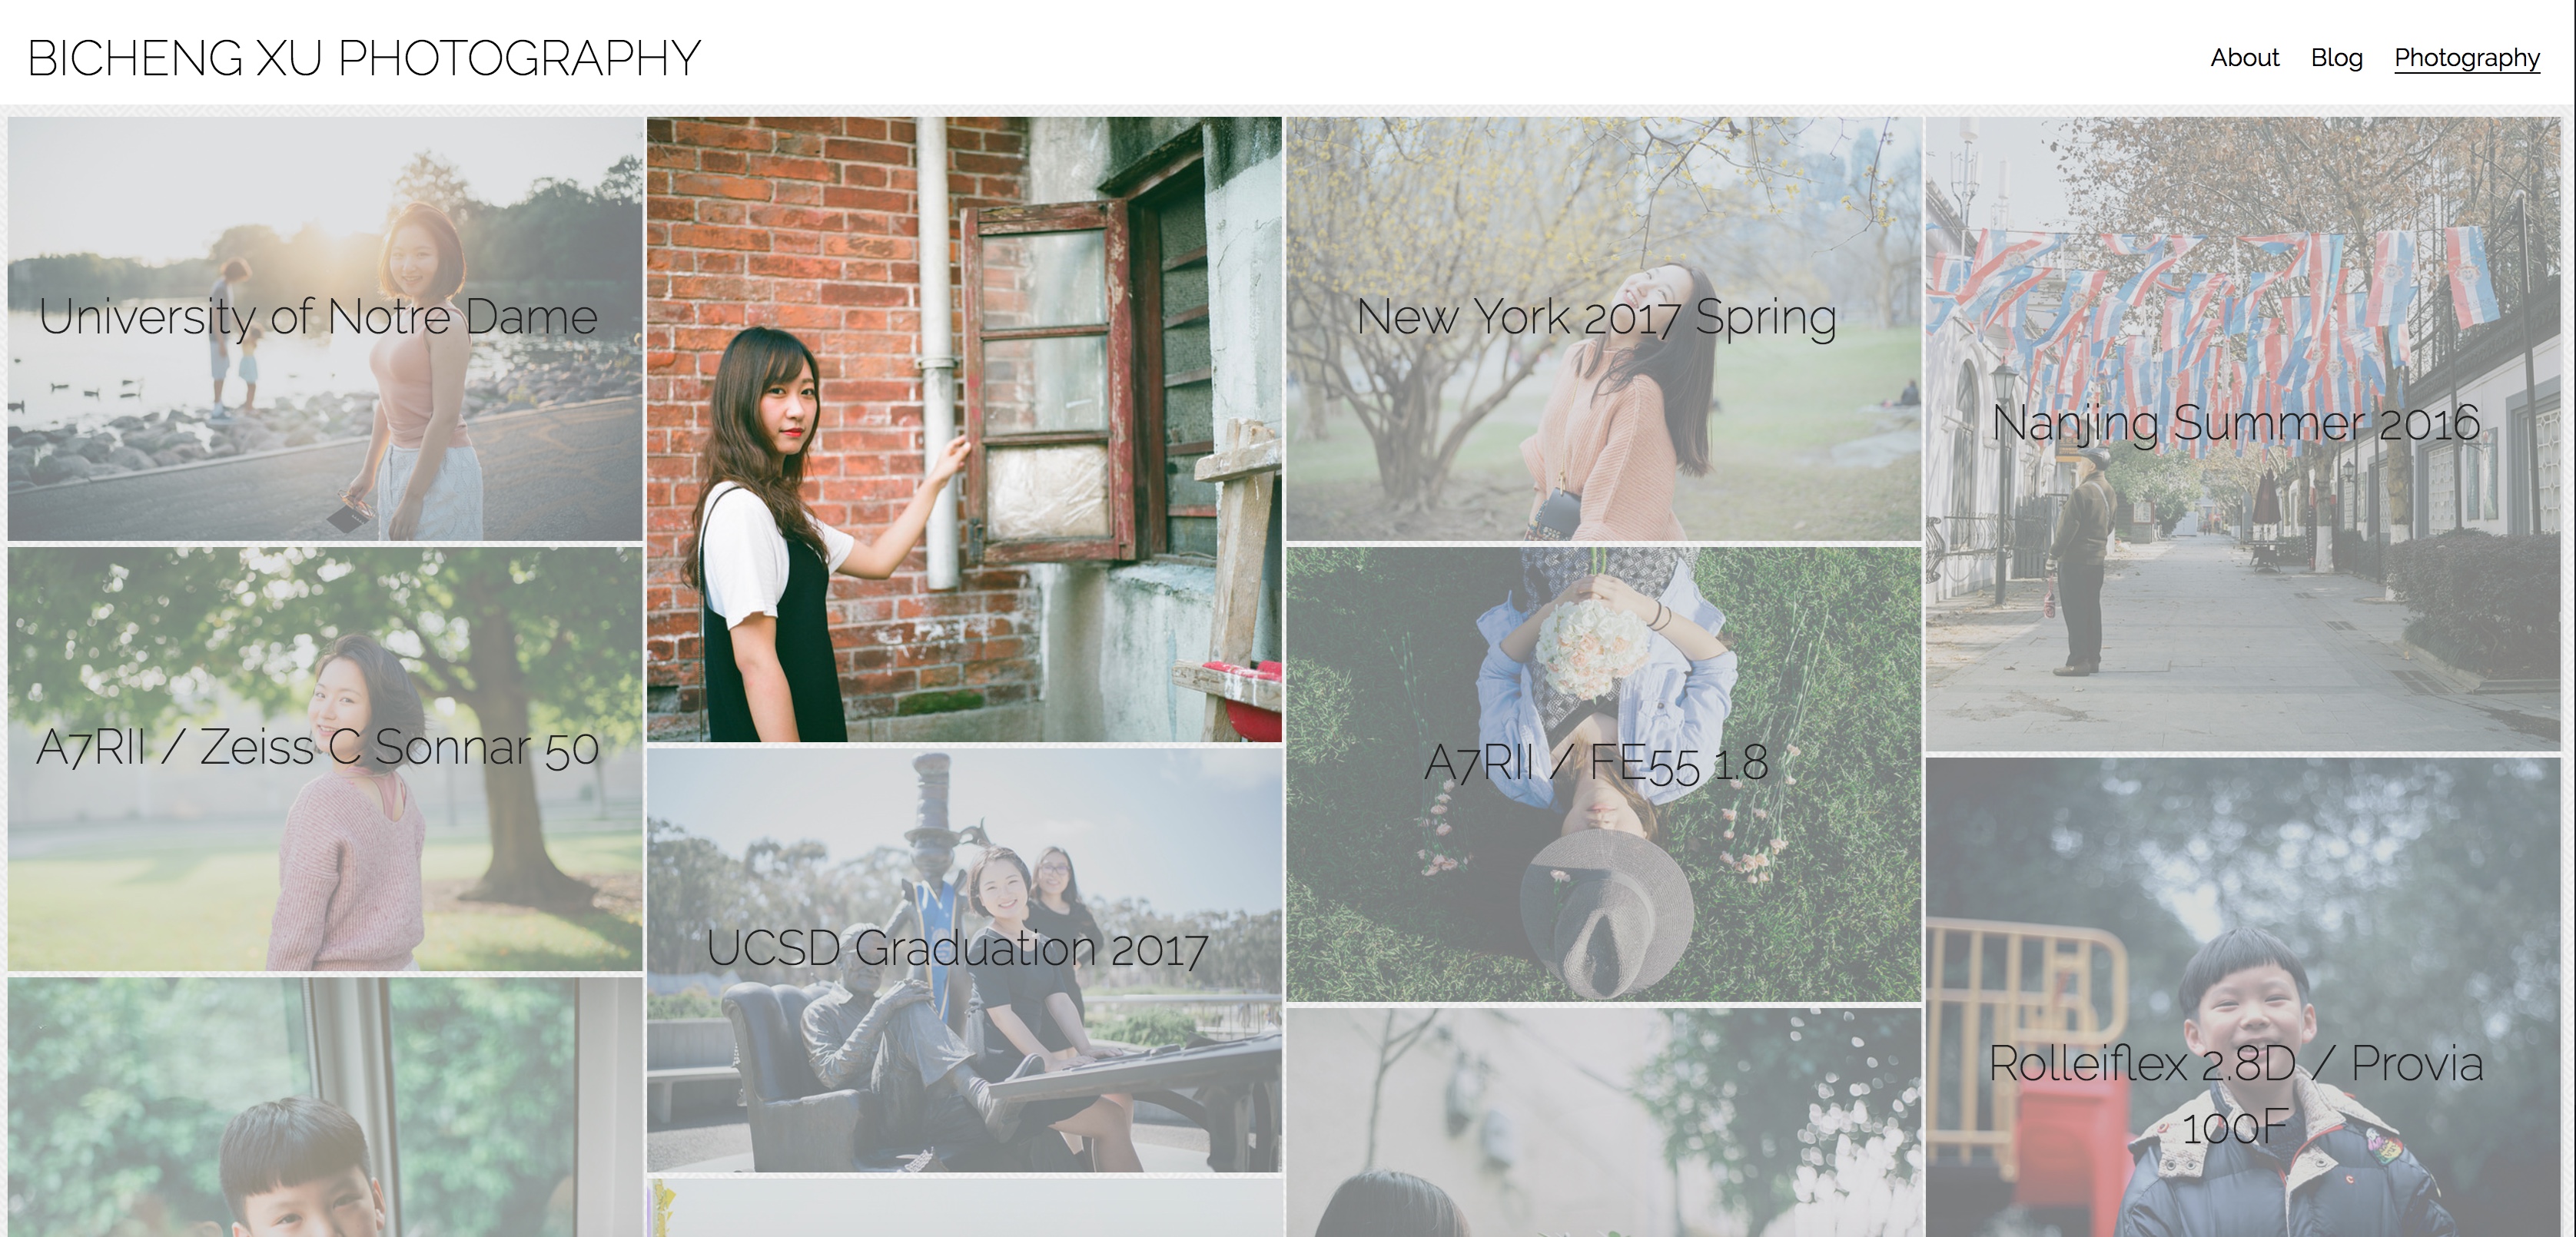 BICHENG XU PHOTOGRAPHY
About Blog Photography
University of Notre Dame
New York 2017 Spring
Nanjing Summer 2016
A7RII / Zeiss C Sonnar 50
A7RII / FE55 1.8
UCSD Graduation 2017
Rolleiflex 2.8D / Provia
100F